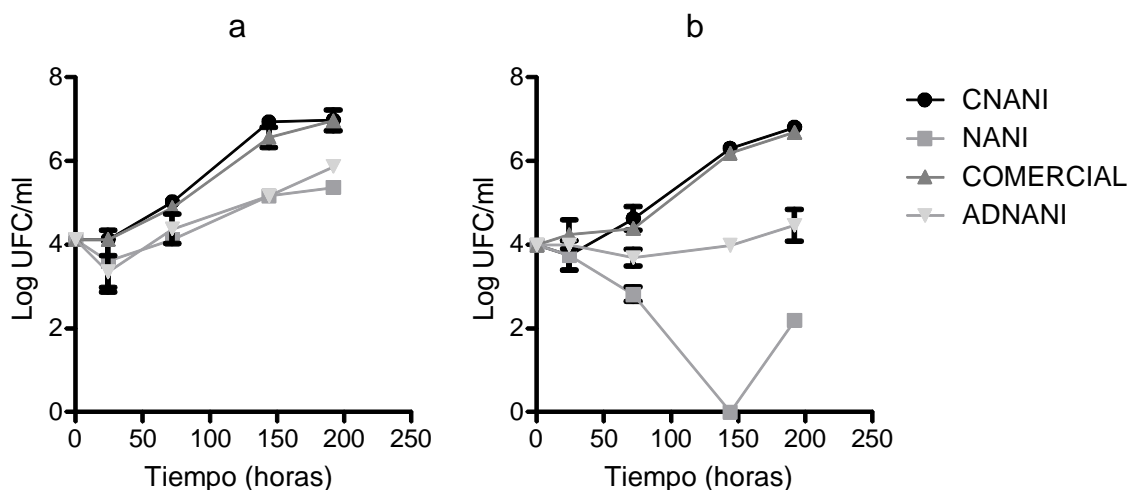 a
8
6
4
2
0
Log UFC/ml
0 50 100 150 200 250
Tiempo (horas)
b
8
6
4
2
0
Log UFC/ml
0 50 100 150 200 250
Tiempo (horas)
CNANI
NANI
COMERCIAL
ADNANI